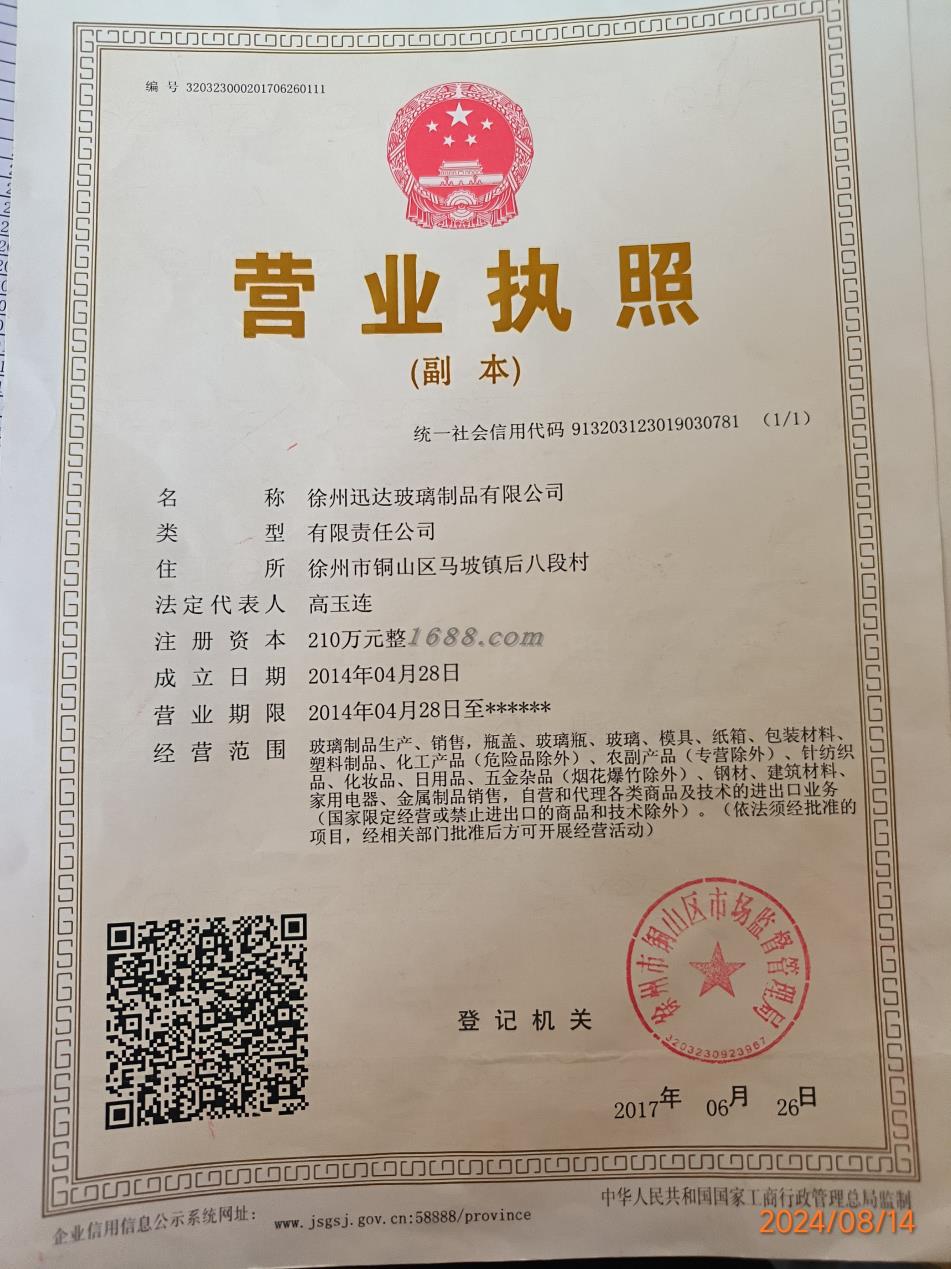 编 号 320323000201706260111
营业执照
(副 本)
统一社会信用代码 913203123019030781 （1/1）
名 称 徐州迅达玻璃制品有限公司
类 型 有限责任公司
住 所 徐州市铜山区马坡镇后八段村
法定代表人 高玉连
注 册 资 本 210万元整
1688.com
成 立 日 期 2014年04月28日
营 业 期 限 2014年04月28日至******
经 营 范 围 玻璃制品生产、销售，瓶盖、玻璃瓶、玻璃、模具、纸箱、包装材料、
塑料制品、化工产品（危险品除外）、农副产品（专营除外）、针纺织
品、化妆品、日用品、五金杂品（烟花爆竹除外）、钢材、建筑材料、
家用电器、金属制品销售，自营和代理各类商品及技术的进出口业务
（国家限定经营或禁止进出口的商品和技术除外）。（依法须经批准的
项目，经相关部门批准后方可开展经营活动）
徐州市铜山区市场监督管理局
3203230923967
登 记 机 关
2017年 06月 26日
企业信用信息公示系统网址： www.jsgsj.gov.cn:58888/province
中华人民共和国国家工商行政管理总局监制
2024/08/14